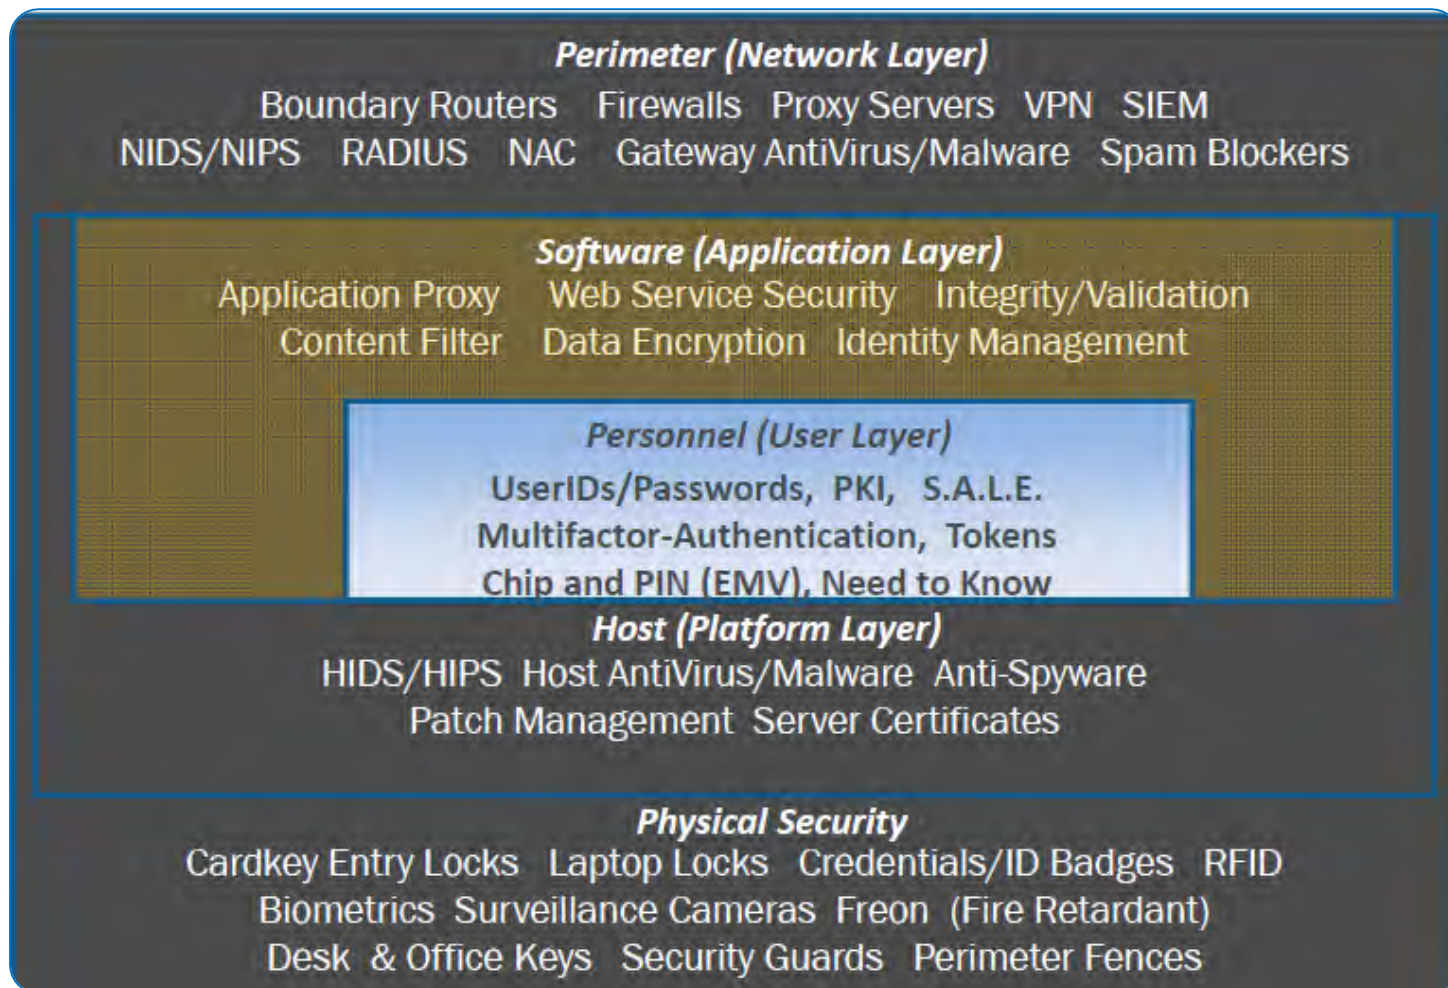 Perimeter (Network Layer)
Boundary Routers Firewalls Proxy Servers VPN SIEM
NIDS/NIPS RADIUS NAC Gateway AntiVirus/Malware Spam Blockers
Software (Application Layer)
Application Proxy Web Service Security Integrity/Validation
Content Filter Data Encryption Identity Management
Personnel (User Layer)
UserIDs/Passwords, PKI, S.A.L.E.
Multifactor-Authentication, Tokens
Chip and PIN (EMV), Need to Know
Host (Platform Layer)
HIDS/HIPS Host AntiVirus/Malware Anti-Spyware
Patch Management Server Certificates
Physical Security
Cardkey Entry Locks Laptop Locks Credentials/ID Badges RFID
Biometrics Surveillance Cameras Freon (Fire Retardant)
Desk & Office Keys Security Guards Perimeter Fences